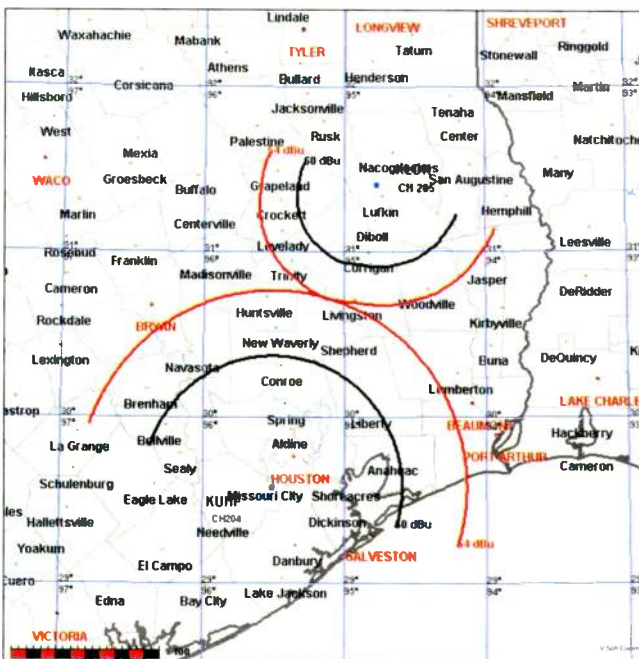 Lindale
Waxahachie
Mabank
TYLER
LONGVIEW
Tatum
SHREVEPORT
Stonewall
Ringgold
Itasca
Corsicana
Athens
Bullard
Henderson
Martin
Hillsboro
Mansfield
Jacksonville
Tenaha
West
Palestine
Rusk
Center
Natchitoche
Mexia
60 dBu
Nacogdoches
WACO
Groesbeck
Buffalo
Grapeland
CH 205
San Augustine
Many
Marlin
Centerville
Crockett
Lufkin
Hemphill
Diboll
Rosebud
Franklin
Lovelady
Corrigan
Leesville
Cameron
Madisonville
Trinity
Jasper
DeRidder
Rockdale
BRYAN
Huntsville
Livingston
Woodville
Kirbyville
Lexington
Navasota
New Waverly
Shepherd
Buna
DeQuincy
Conroe
Lumberton
Brenham
Spring
Liberty
BEAUMONT
LAKE CHARLE
La Grange
Bellville
Aldine
Hackberry
Sealy
HOUSTON
Anahuac
PORT ARTHUR
Cameron
Schulenburg
Eagle Lake
KUHF
Missouri City
Shoreacres
CH204
Hallettsville
Needville
Dickinson
60 dBu
Yoakum
El Campo
Danbury
GALVESTON
54 dBu
Edna
Bay City
Lake Jackson
VICTORIA